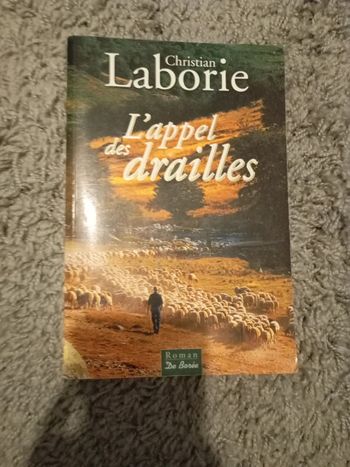 Christian
Laborie
L'appel
des drailles
Roman
De Borée